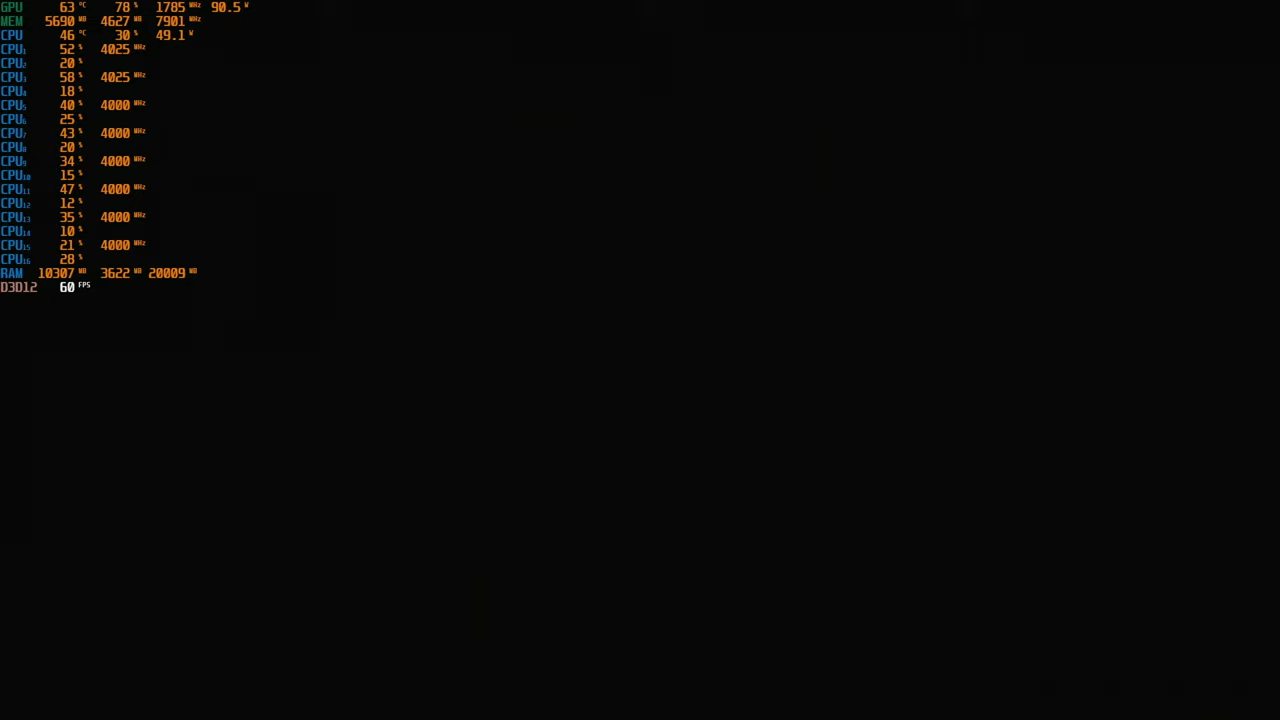 GPU 63 °C 78 % 1785 MHz 90.5 W
MEM 5690 MB 4627 MB 7901 MHz
CPU 46 °C 30 % 49.1 W
CPU1 52 % 4025 MHz
CPU2 20 %
CPU3 58 % 4025 MHz
CPU4 18 %
CPU5 40 % 4000 MHz
CPU6 25 %
CPU7 43 % 4000 MHz
CPU8 20 %
CPU9 34 % 4000 MHz
CPU10 15 %
CPU11 47 % 4000 MHz
CPU12 12 %
CPU13 35 % 4000 MHz
CPU14 10 %
CPU15 21 % 4000 MHz
CPU16 28 %
RAM 10307 MB 3622 MB 20009 MB
D3D12 60 FPS